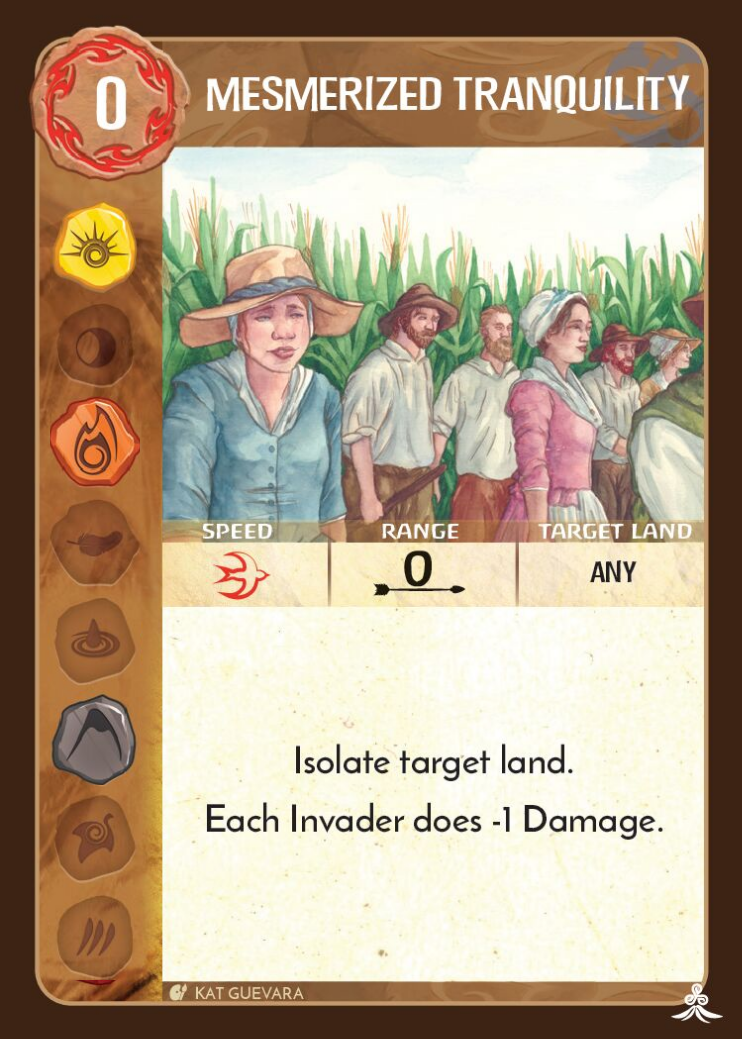 0
MESMERIZED TRANQUILITY
SPEED
RANGE
TARGET LAND
0
ANY
Isolate target land.
Each Invader does -1 Damage.
KAT GUEVARA